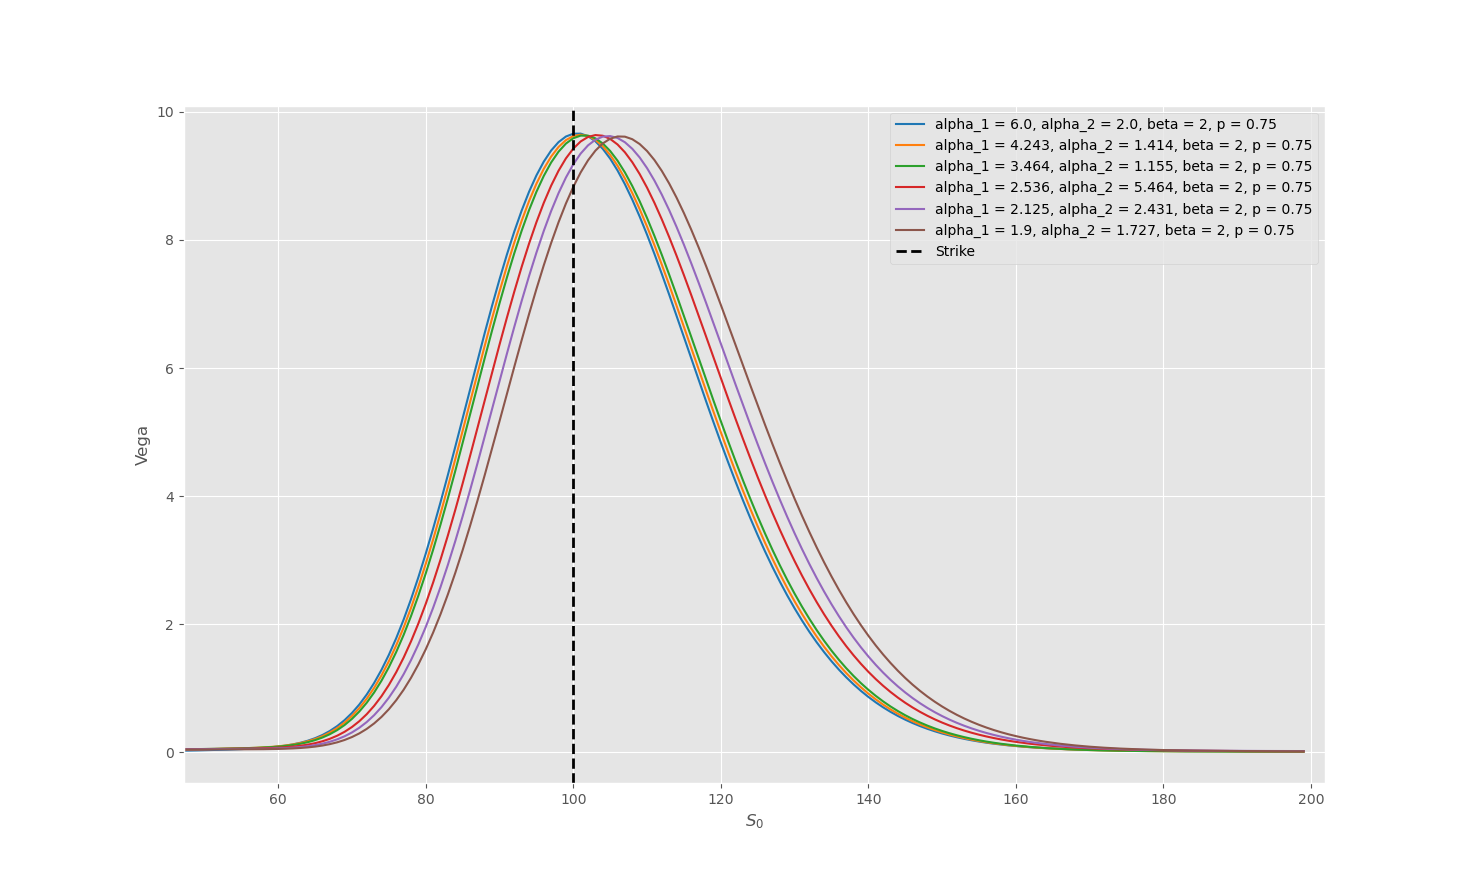 10
8
6
4
2
0
Vega
60 80 100 120 140 160 180 200
S_0
alpha_1 = 6.0, alpha_2 = 2.0, beta = 2, p = 0.75
alpha_1 = 4.243, alpha_2 = 1.414, beta = 2, p = 0.75
alpha_1 = 3.464, alpha_2 = 1.155, beta = 2, p = 0.75
alpha_1 = 2.536, alpha_2 = 5.464, beta = 2, p = 0.75
alpha_1 = 2.125, alpha_2 = 2.431, beta = 2, p = 0.75
alpha_1 = 1.9, alpha_2 = 1.727, beta = 2, p = 0.75
Strike